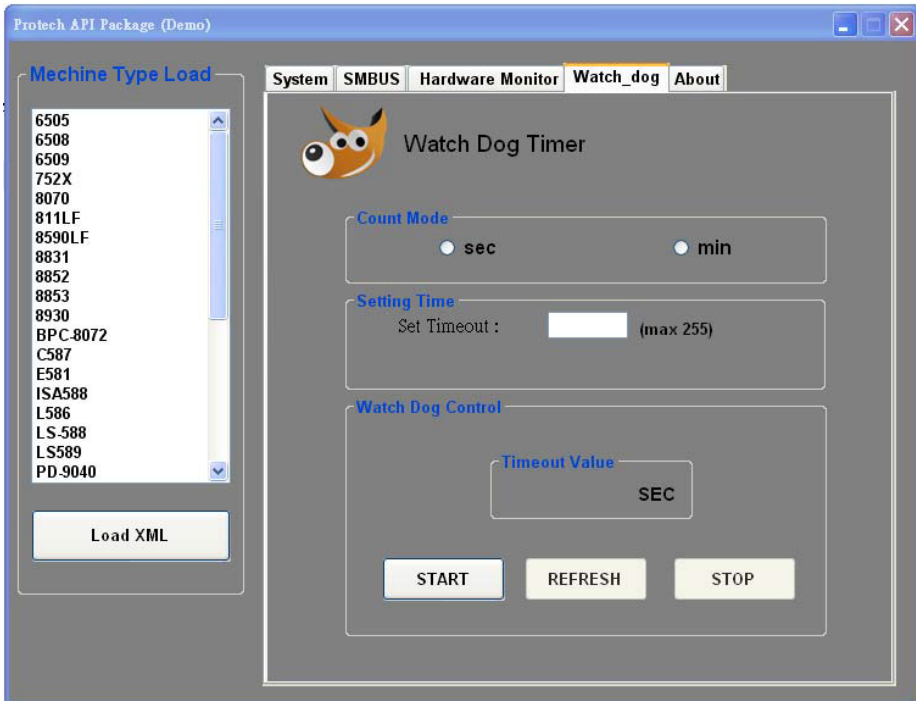 Protech API Package (Demo)
Mechine Type Load
6505
6508
6509
752X
8070
811LF
8590LF
8831
8852
8853
8930
BPC-8072
C587
E581
ISA588
L586
LS-588
LS589
PD-9040
Load XML
System SMBUS Hardware Monitor Watch_dog About
Watch Dog Timer
Count Mode
sec min
Setting Time
Set Timeout : (max 255)
Watch Dog Control
Timeout Value
SEC
START REFRESH STOP